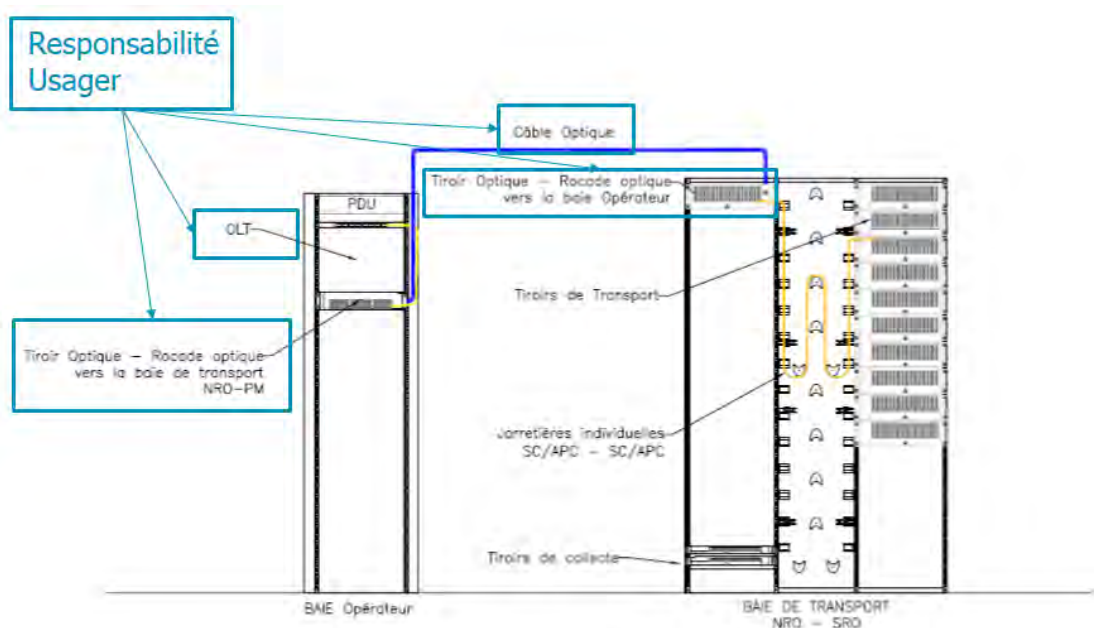 Responsabilité
Usager
Câble Optique
Tiroir Optique – Rocade optique
vers la baie Opérateur
PDU
OLT
Tiroirs de Transport
Tiroir Optique – Rocade optique
vers la baie de transport
NRO-PM
Jarretières individuelles
SC/APC – SC/APC
Tiroirs de collecte
BAIE Opérateur
BAIE DE TRANSPORT
NRO – SRO